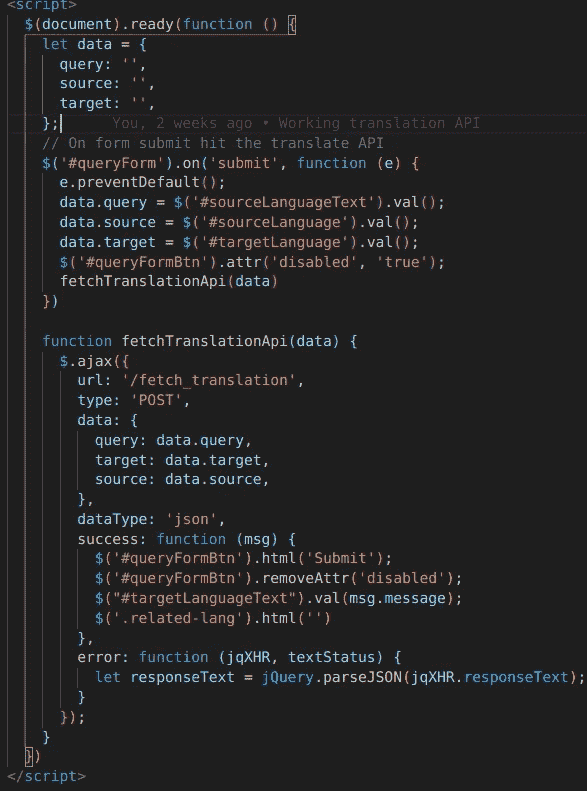 <script>
$(document).ready(function () {
let data = {
query: '',
source: '',
target: '',
};
You, 2 weeks ago • Working translation API
// On form submit hit the translate API
$('#queryForm').on('submit', function (e) {
e.preventDefault();
data.query = $('#sourceLanguageText').val();
data.source = $('#sourceLanguage').val();
data.target = $('#targetLanguage').val();
$('#queryFormBtn').attr('disabled', 'true');
fetchTranslationApi(data)
})
function fetchTranslationApi(data) {
$.ajax({
url: '/fetch_translation',
type: 'POST',
data: {
query: data.query,
target: data.target,
source: data.source,
},
dataType: 'json',
success: function (msg) {
$('#queryFormBtn').html('Submit');
$('#queryFormBtn').removeAttr('disabled');
$("#targetLanguageText").val(msg.message);
$('.related-lang').html('')
},
error: function (jqXHR, textStatus) {
let responseText = jQuery.parseJSON(jqXHR.responseText);
}
});
}
})
</script>